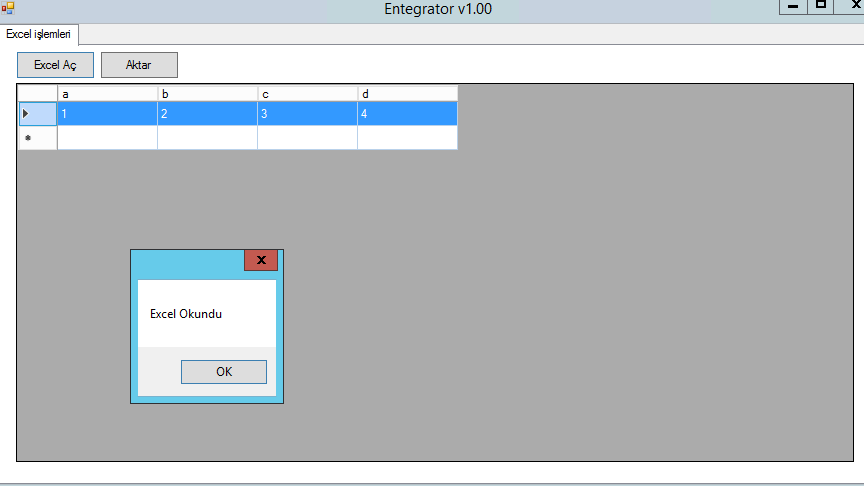 Entegrator v1.00
Excel işlemleri
Excel Aç Aktar
a b c d
1 2 3 4
Excel Okundu
OK